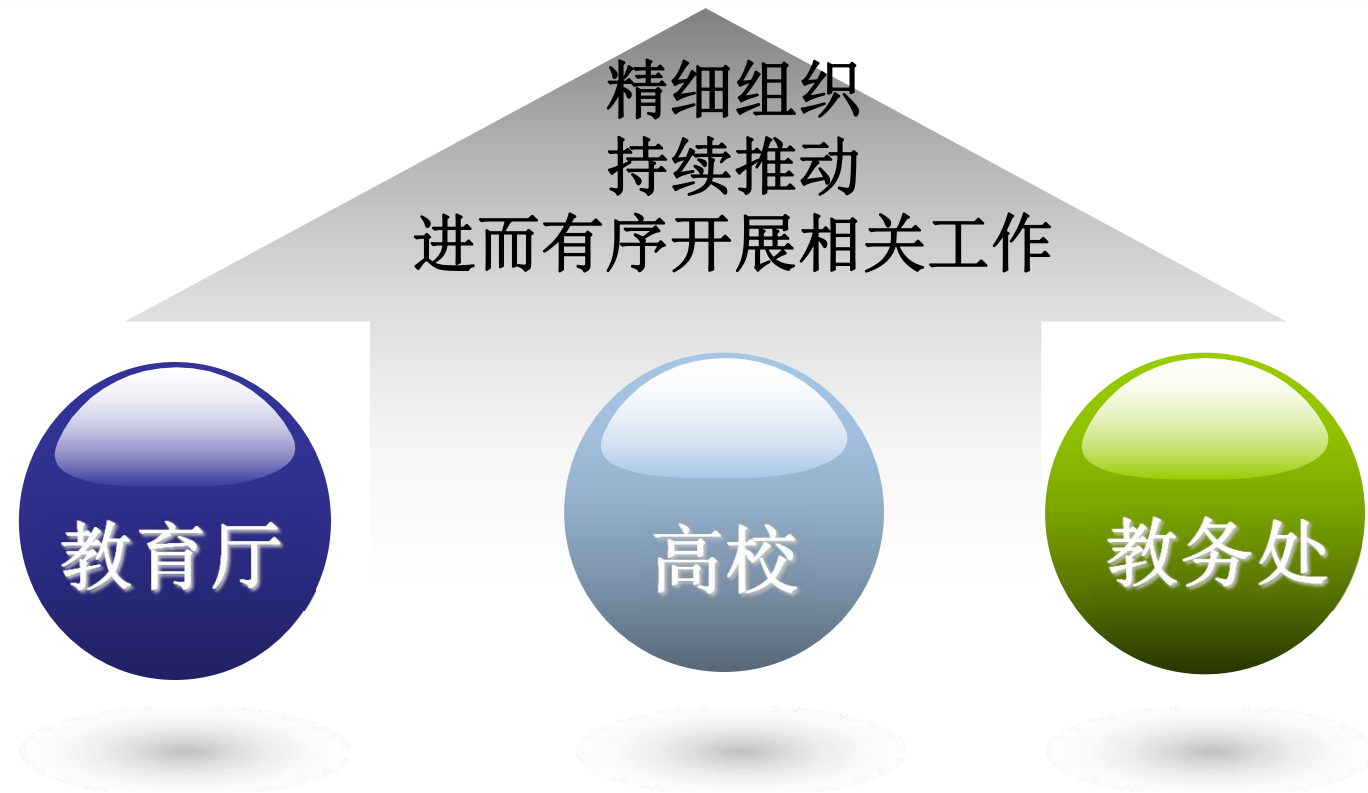 精细组织
持续推动
进而有序开展相关工作
教育厅
高校
教务处